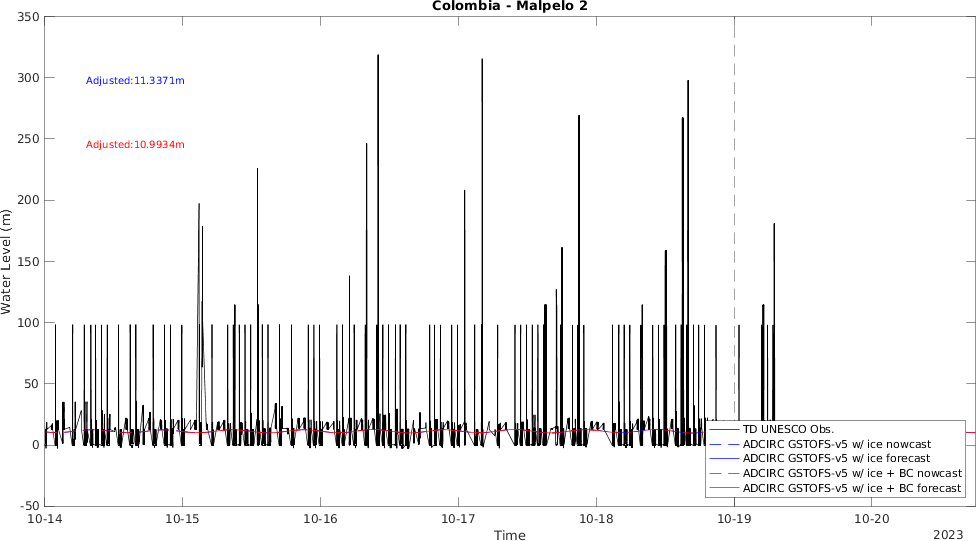 Colombia - Malpelo 2
350
300
250
200
150
100
50
0
-50
Water Level (m)
Adjusted:11.3371m
Adjusted:10.9934m
TD UNESCO Obs.
ADCIRC GSTOFS-v5 w/ ice nowcast
ADCIRC GSTOFS-v5 w/ ice forecast
ADCIRC GSTOFS-v5 w/ ice + BC nowcast
ADCIRC GSTOFS-v5 w/ ice + BC forecast
10-14 10-15 10-16 10-17 10-18 10-19 10-20
Time
2023